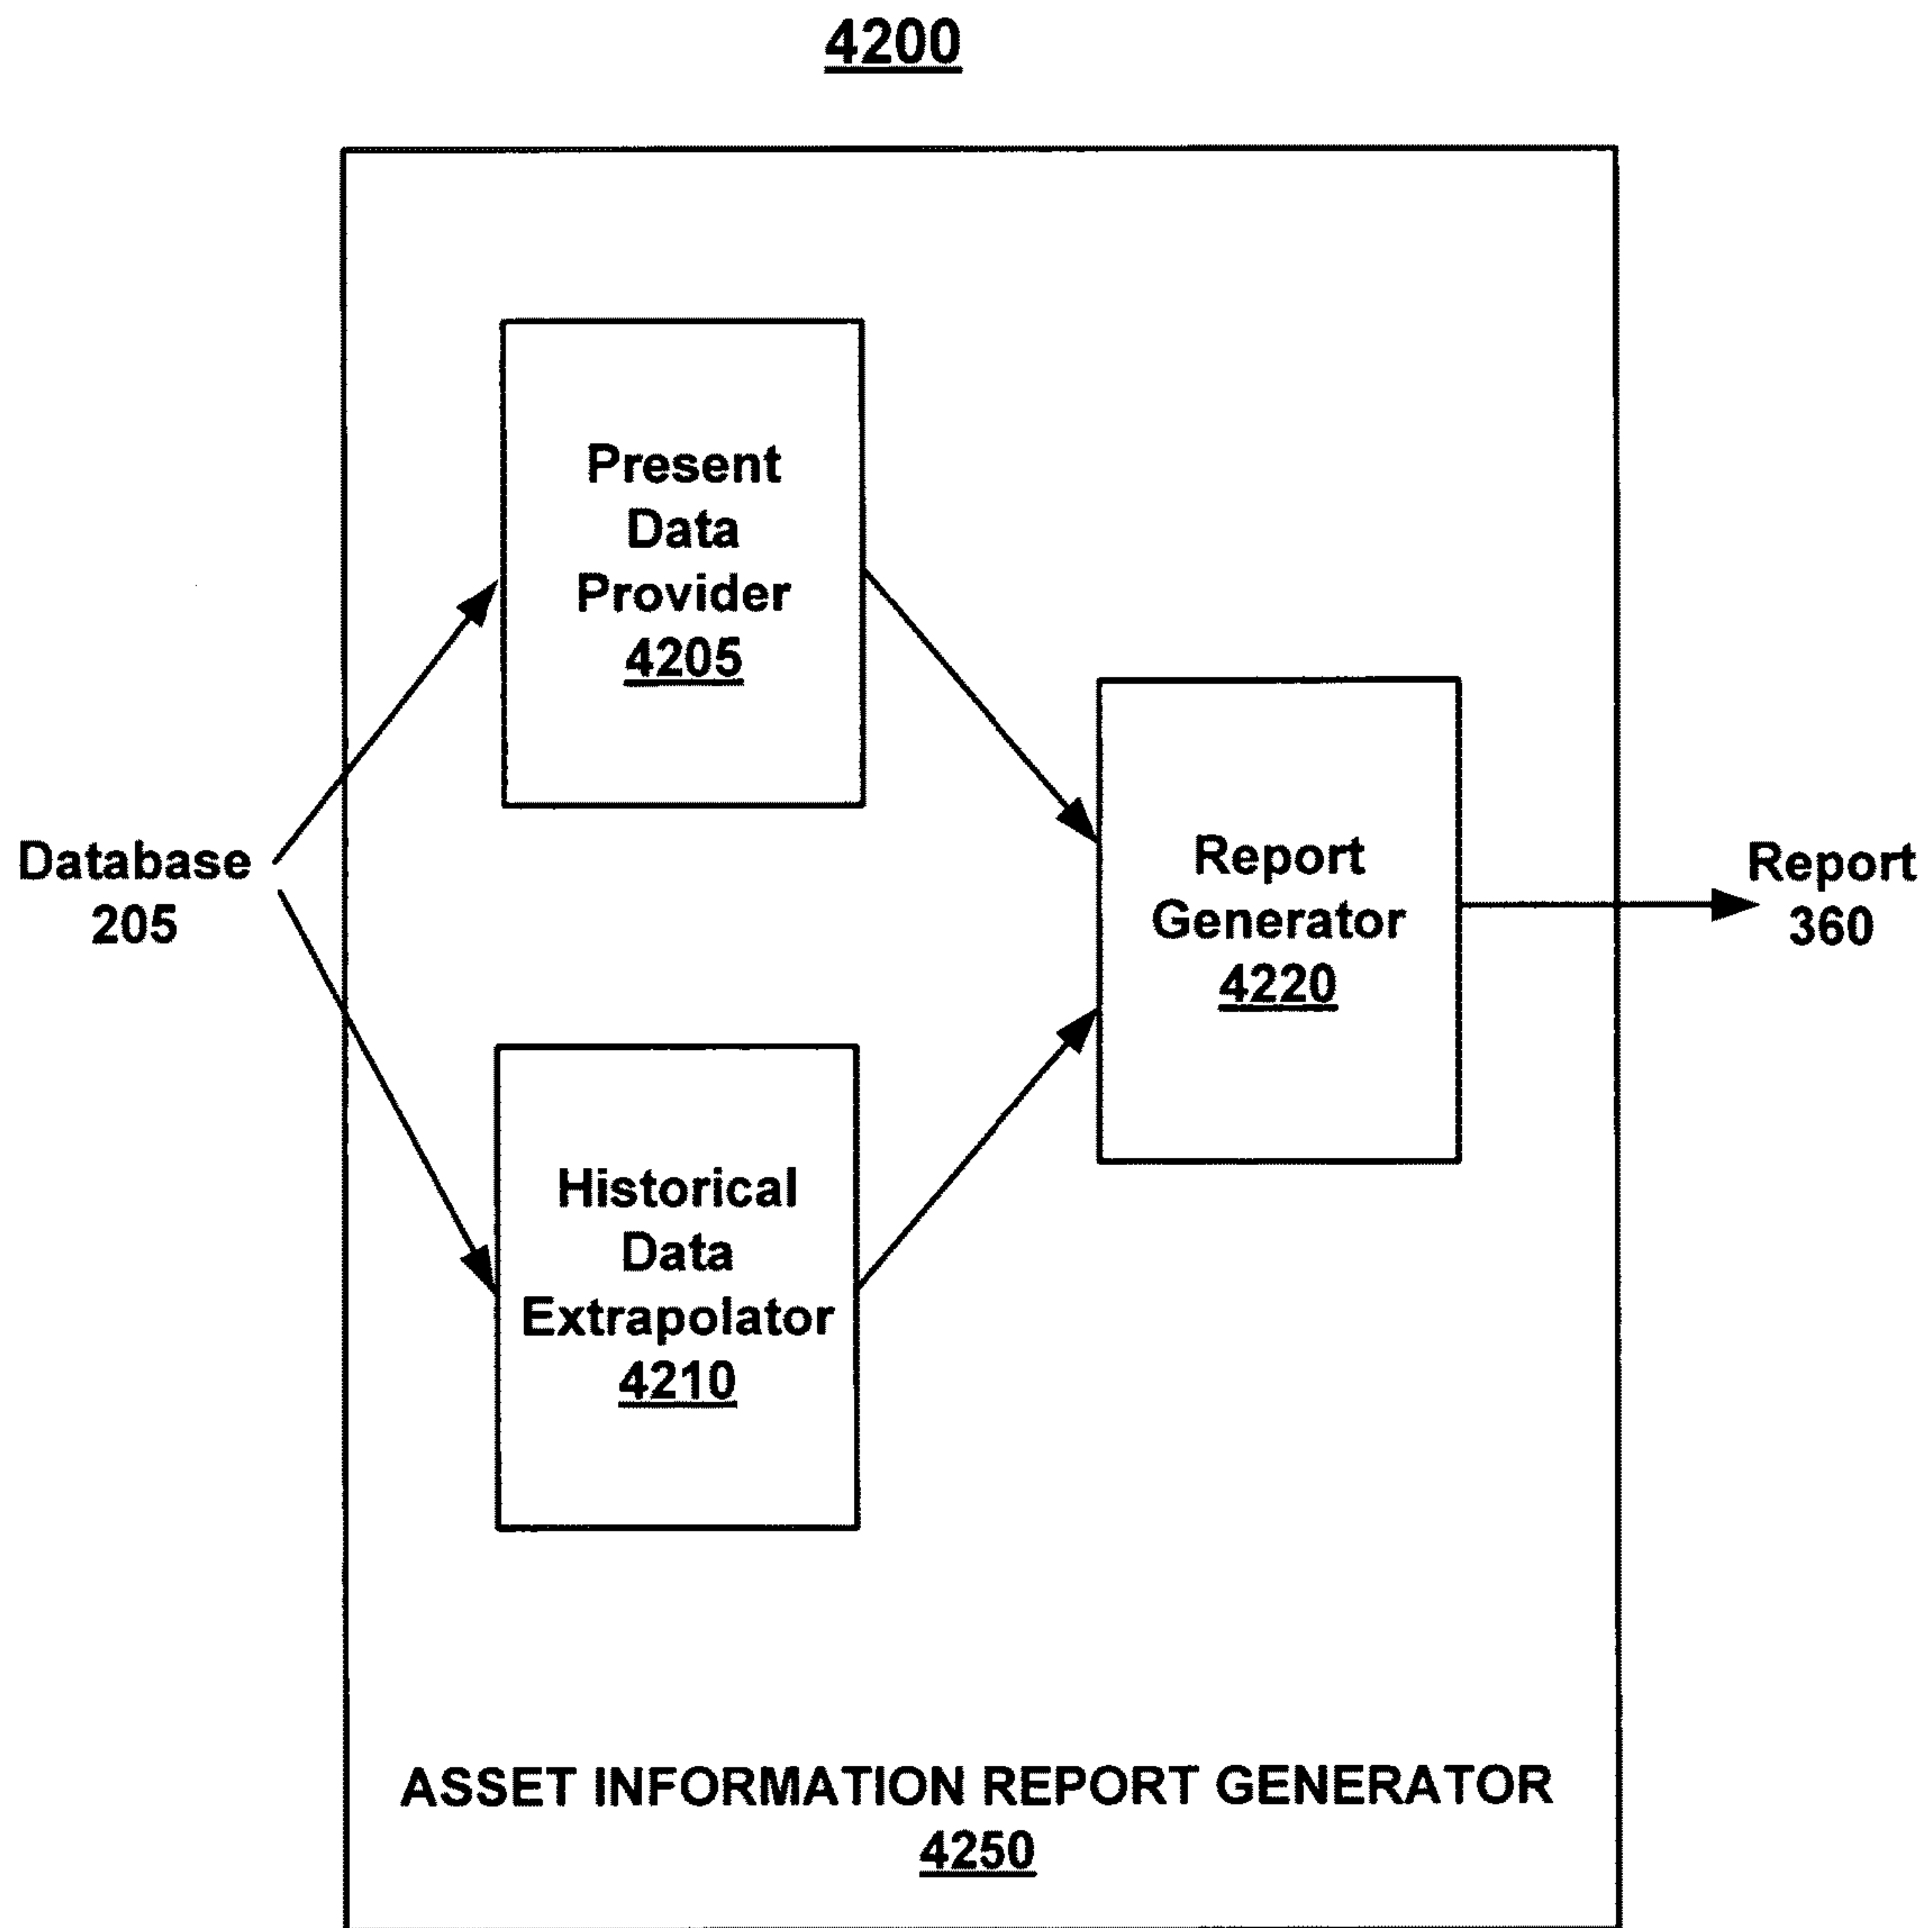 4200
Present
Data
Provider
4205
Database
205
Report
Generator
4220
Report
360
Historical
Data
Extrapolator
4210
ASSET INFORMATION REPORT GENERATOR
4250